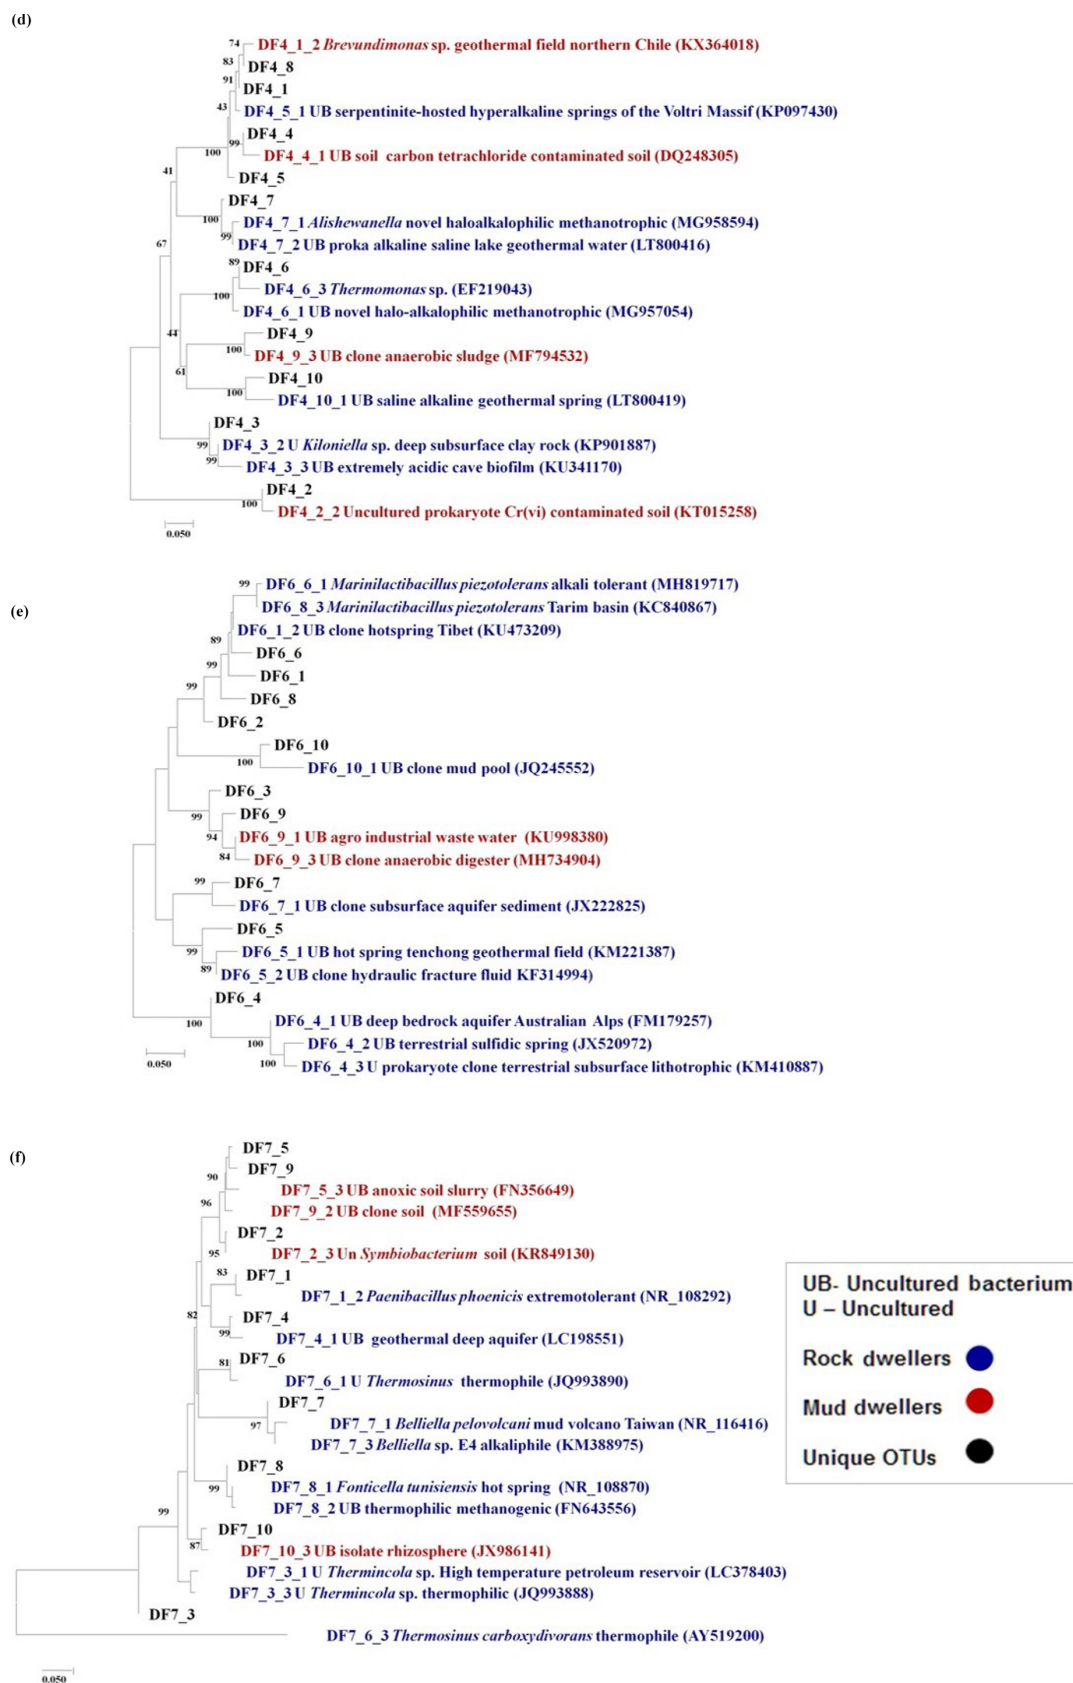 (d)
74
DF4_1_2 Brevundimonas sp. geothermal field northern Chile (KX364018)
83
DF4_8
91
DF4_1
43
DF4_5_1 UB serpentinite-hosted hyperalkaline springs of the Voltri Massif (KP097430)
DF4_4
99
100
DF4_4_1 UB soil carbon tetrachloride contaminated soil (DQ248305)
41
DF4_5
DF4_7
100
DF4_7_1 Alishewanella novel haloalkalophilic methanotrophic (MG958594)
99
67
DF4_7_2 UB proka alkaline saline lake geothermal water (LT800416)
89
DF4_6
DF4_6_3 Thermomonas sp. (EF219043)
100
DF4_6_1 UB novel halo-alkalophilic methanotrophic (MG957054)
44
DF4_9
100
DF4_9_3 UB clone anaerobic sludge (MF794532)
61
DF4_10
100
DF4_10_1 UB saline alkaline geothermal spring (LT800419)
DF4_3
99
DF4_3_2 U Kiloniella sp. deep subsurface clay rock (KP901887)
99
DF4_3_3 UB extremely acidic cave biofilm (KU341170)
DF4_2
100
DF4_2_2 Uncultured prokaryote Cr(vi) contaminated soil (KT015258)
0.050
(e)
99
DF6_6_1 Marinilactibacillus piezotolerans alkali tolerant (MH819717)
DF6_8_3 Marinilactibacillus piezotolerans Tarim basin (KC840867)
DF6_1_2 UB clone hotspring Tibet (KU473209)
89
DF6_6
99
DF6_1
99
DF6_8
DF6_2
DF6_10
100
DF6_10_1 UB clone mud pool (JQ245552)
DF6_3
99
DF6_9
94
DF6_9_1 UB agro industrial waste water (KU998380)
84
DF6_9_3 UB clone anaerobic digester (MH734904)
99
DF6_7
DF6_7_1 UB clone subsurface aquifer sediment (JX222825)
DF6_5
99
DF6_5_1 UB hot spring tenchong geothermal field (KM221387)
89
DF6_5_2 UB clone hydraulic fracture fluid KF314994)
DF6_4
100
DF6_4_1 UB deep bedrock aquifer Australian Alps (FM179257)
100
DF6_4_2 UB terrestrial sulfidic spring (JX520972)
100
DF6_4_3 U prokaryote clone terrestrial subsurface lithotrophic (KM410887)
0.050
(f)
DF7_5
90
DF7_9
DF7_5_3 UB anoxic soil slurry (FN356649)
96
DF7_9_2 UB clone soil (MF559655)
DF7_2
95
DF7_2_3 Un Symbiobacterium soil (KR849130)
83
DF7_1
DF7_1_2 Paenibacillus phoenicis extremotolerant (NR_108292)
82
DF7_4
99
DF7_4_1 UB geothermal deep aquifer (LC198551)
81
DF7_6
DF7_6_1 U Thermosinus thermophile (JQ993890)
DF7_7
97
DF7_7_1 Belliella pelovolcani mud volcano Taiwan (NR_116416)
DF7_7_3 Belliella sp. E4 alkaliphile (KM388975)
DF7_8
99
DF7_8_1 Fonticella tunisiensis hot spring (NR_108870)
DF7_8_2 UB thermophilic methanogenic (FN643556)
99
DF7_10
87
DF7_10_3 UB isolate rhizosphere (JX986141)
DF7_3_1 U Thermincola sp. High temperature petroleum reservoir (LC378403)
DF7_3_3 U Thermincola sp. thermophilic (JQ993888)
DF7_3
DF7_6_3 Thermosinus carboxydivorans thermophile (AY519200)
0.050
UB- Uncultured bacterium
U – Uncultured
Rock dwellers
Mud dwellers
Unique OTUs